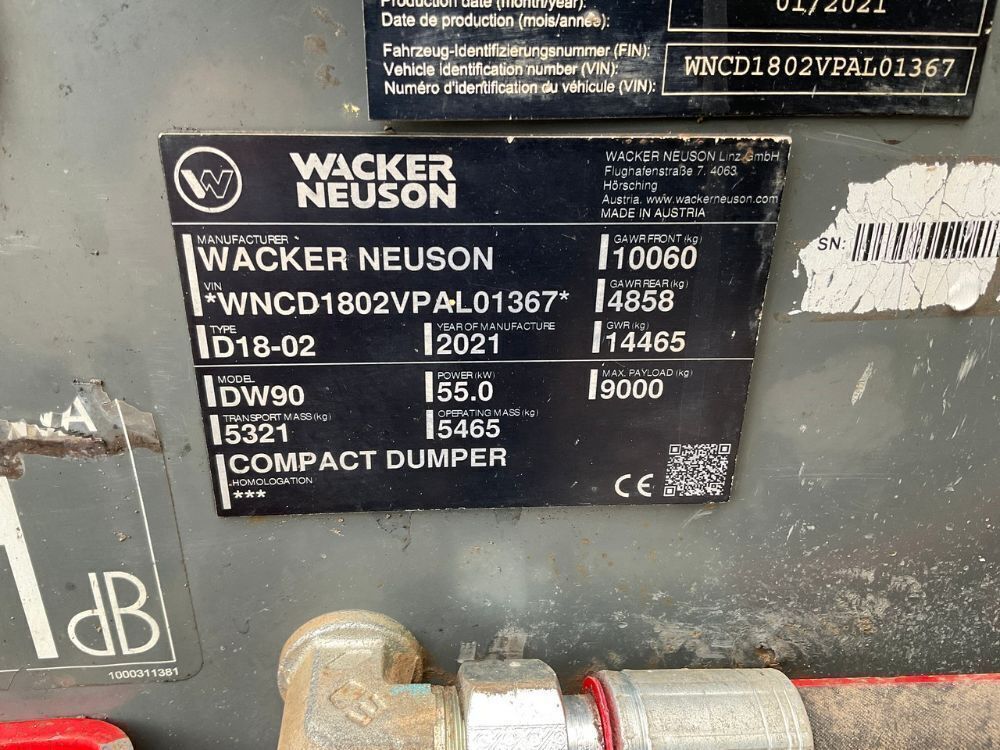 Production date (month/year):
Date de production (mois/année):
01/2021
Fahrzeug-Identifizierungsnummer (FIN):
Vehicle identification number (VIN):
Numéro d'identification du véhicule (VIN):
WNCD1802VPAL01367
W
WACKER
NEUSON
WACKER NEUSON Linz GmbH
Flughafenstraße 7, 4063
Hörsching
Austria. www.wackerneuson.com
MADE IN AUSTRIA
MANUFACTURER *
WACKER NEUSON
GAWR FRONT (kg)
10060
VIN
*WNCD1802VPAL01367*
GAWR REAR (kg)
4858
TYPE
D18-02
YEAR OF MANUFACTURE
2021
GWR (kg)
14465
MODEL
DW90
POWER (kW)
55.0
MAX. PAYLOAD (kg)
9000
TRANSPORT MASS (kg)
5321
OPERATING MASS (kg)
5465
COMPACT DUMPER
HOMOLOGATION
***
CE
SN:
A
1
dB
1000311381